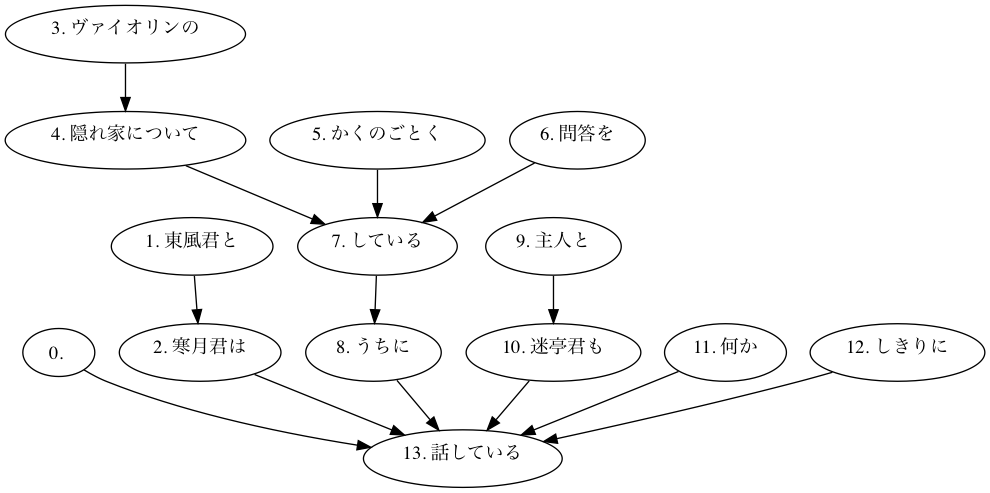 3. ヴァイオリンの
4. 隠れ家について
5. かくのごとく
6. 問答を
1. 東風君と
7. している
9. 主人と
0.
2. 寒月君は
8. うちに
10. 迷亭君も
11. 何か
12. しきりに
13. 話している